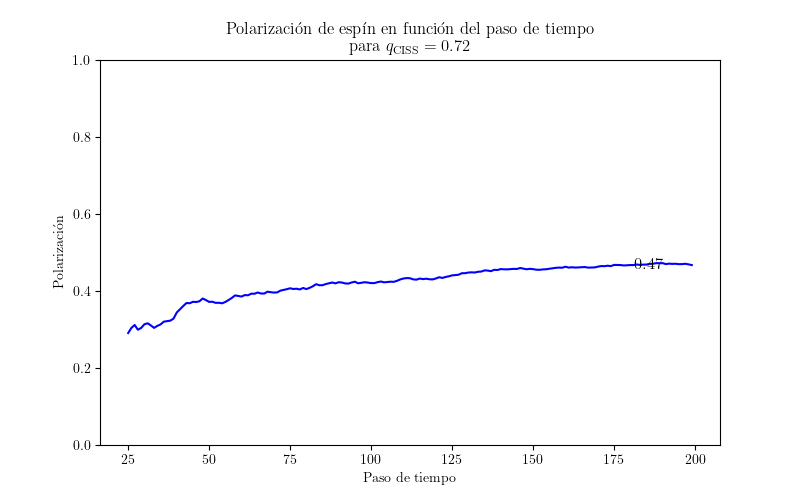 Polarización de espín en función del paso de tiempo
para q_CISS = 0.72
1.0
0.8
0.6
0.4
0.2
0.0
Polarización
0.47
25 50 75 100 125 150 175 200
Paso de tiempo